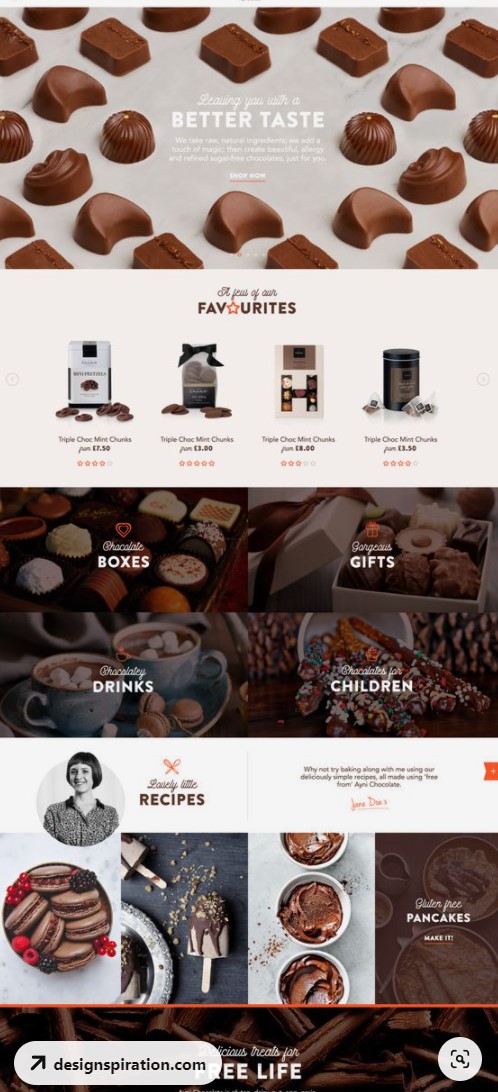 Leaving you with a
BETTER TASTE
We take raw, natural ingredients; we add a
touch of magic; then create beautiful, allergy
and refined sugar-free chocolates, just for you.
SHOP NOW
A few of our
FAVOURITES
MINI PRETZELS
Triple Choc Mint Chunks
from £7.50
Triple Choc Mint Chunks
from £3.00
Triple Choc Mint Chunks
from £8.00
Triple Choc Mint Chunks
from £3.50
Chocolate
BOXES
Gorgeous
GIFTS
Chocolatey
DRINKS
Chocolates for
CHILDREN
Lovely little
RECIPES
Why not try baking along with me using our
deliciously simple recipes, all made using 'free
from' Ayni Chocolate.
Jane Doe x
Gluten free
PANCAKES
MAKE IT!
Delicious treats for
FREE LIFE
designspiration.com